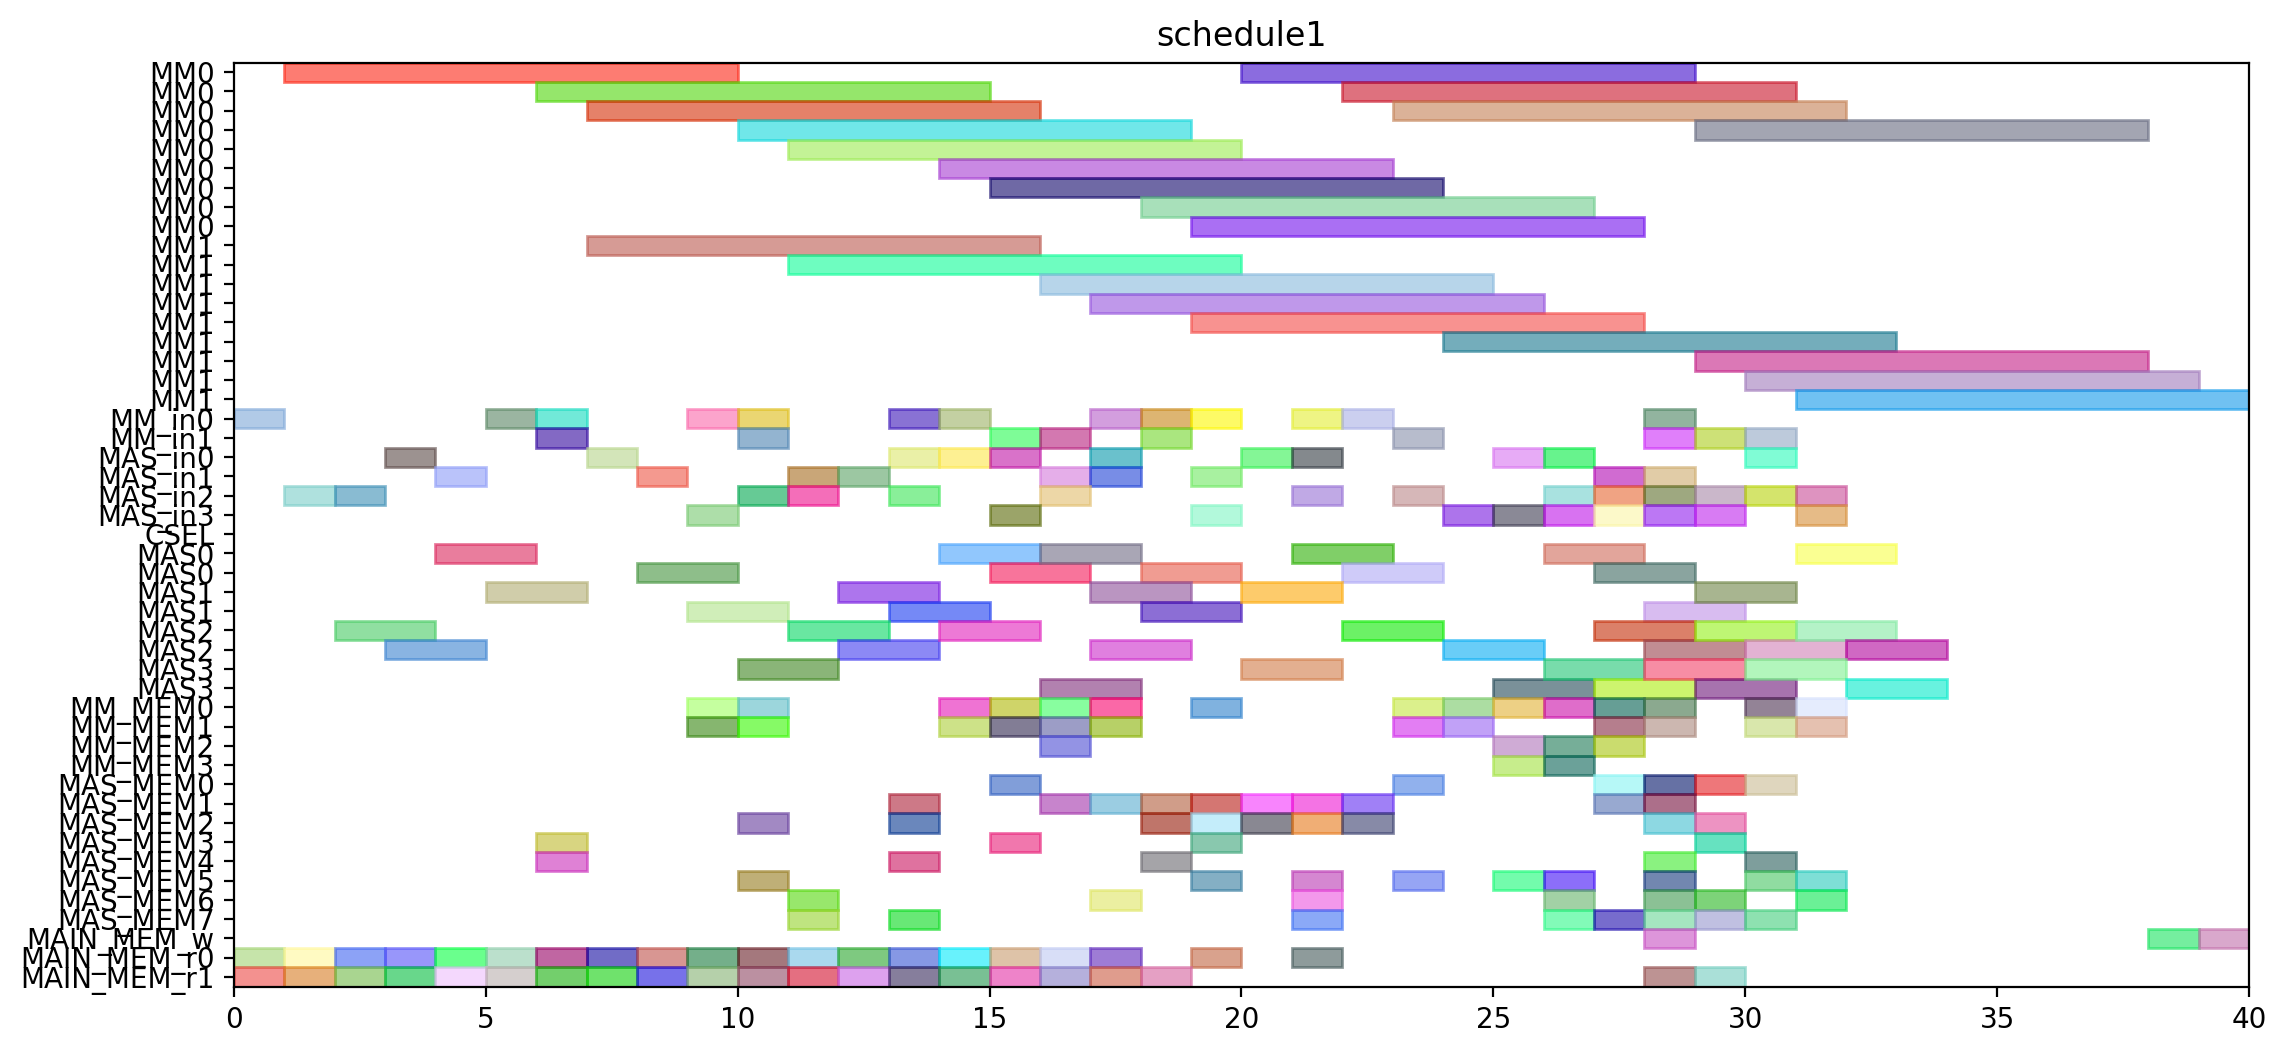 schedule1
MM0
MM0
MM0
MM0
MM0
MM0
MM0
MM0
MM0
MM1
MM1
MM1
MM1
MM1
MM1
MM1
MM1
MM1
MM_in0
MM_in1
MAS_in0
MAS_in1
MAS_in2
MAS_in3
CSEL
MAS0
MAS0
MAS1
MAS1
MAS2
MAS2
MAS3
MAS3
MM_MEM0
MM_MEM1
MM_MEM2
MM_MEM3
MAS_MEM0
MAS_MEM1
MAS_MEM2
MAS_MEM3
MAS_MEM4
MAS_MEM5
MAS_MEM6
MAS_MEM7
MAIN_MEM_w
MAIN_MEM_r0
MAIN_MEM_r1
0 5 10 15 20 25 30 35 40